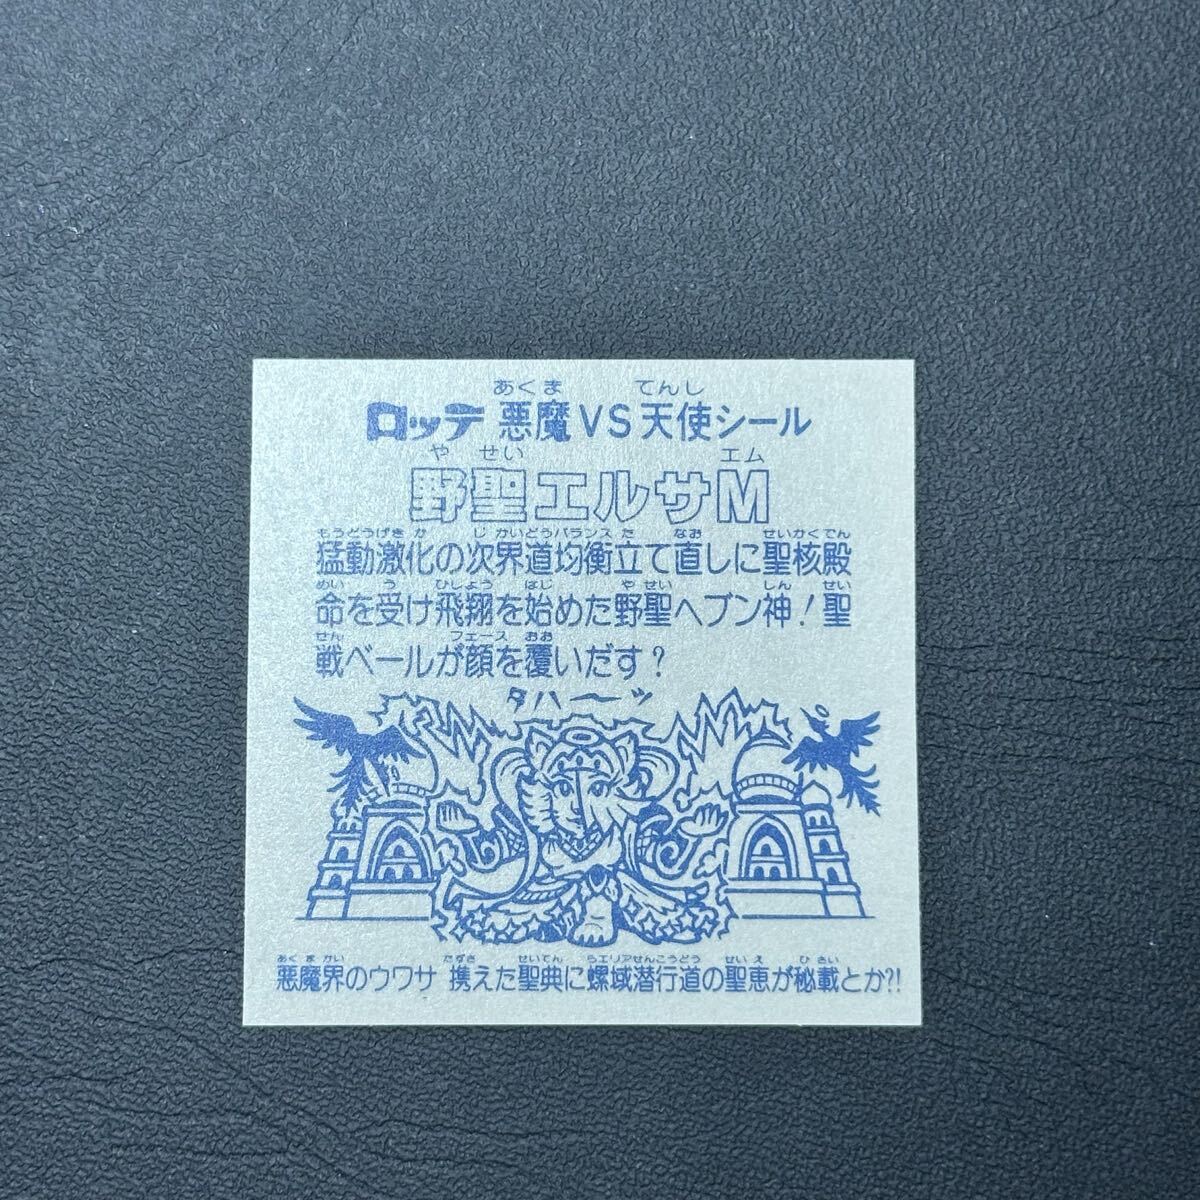 あくま てんし
ロッテ 悪魔VS天使シール
やせい エム
野聖エルサM
もうどうげきか じかいどうバランスた なお せいかくでん
猛動激化の次界道均衡立て直しに聖核殿
めい う ひしょう はじ やせい しん せい
命を受け飛翔を始めた野聖ヘブン神！聖
せん フェース おお
戦ベールが顔を覆いだす？
タハーッ
あくまかい たずさ せいてん らエリアせんこうどう せいえ ひさい
悪魔界のウワサ 携えた聖典に螺域潜行道の聖恵が秘載とか?!